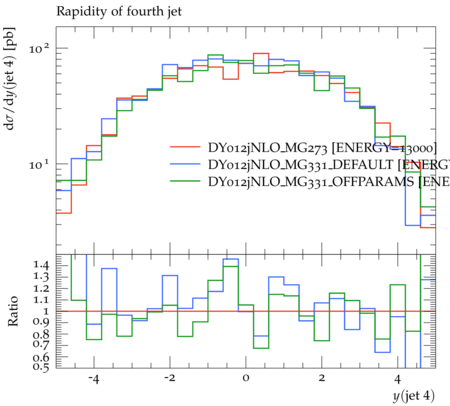 Rapidity of fourth jet
dσ/dy(jet 4) [pb]
10²
10¹
DY012jNLO_MG273 [ENERGY=13000]
DY012jNLO_MG331_DEFAULT [ENERGY
DY012jNLO_MG331_OFFPARAMS [ENE
Ratio
1.4
1.3
1.2
1.1
1
0.9
0.8
0.7
0.6
0.5
-4 -2 0 2 4
y(jet 4)